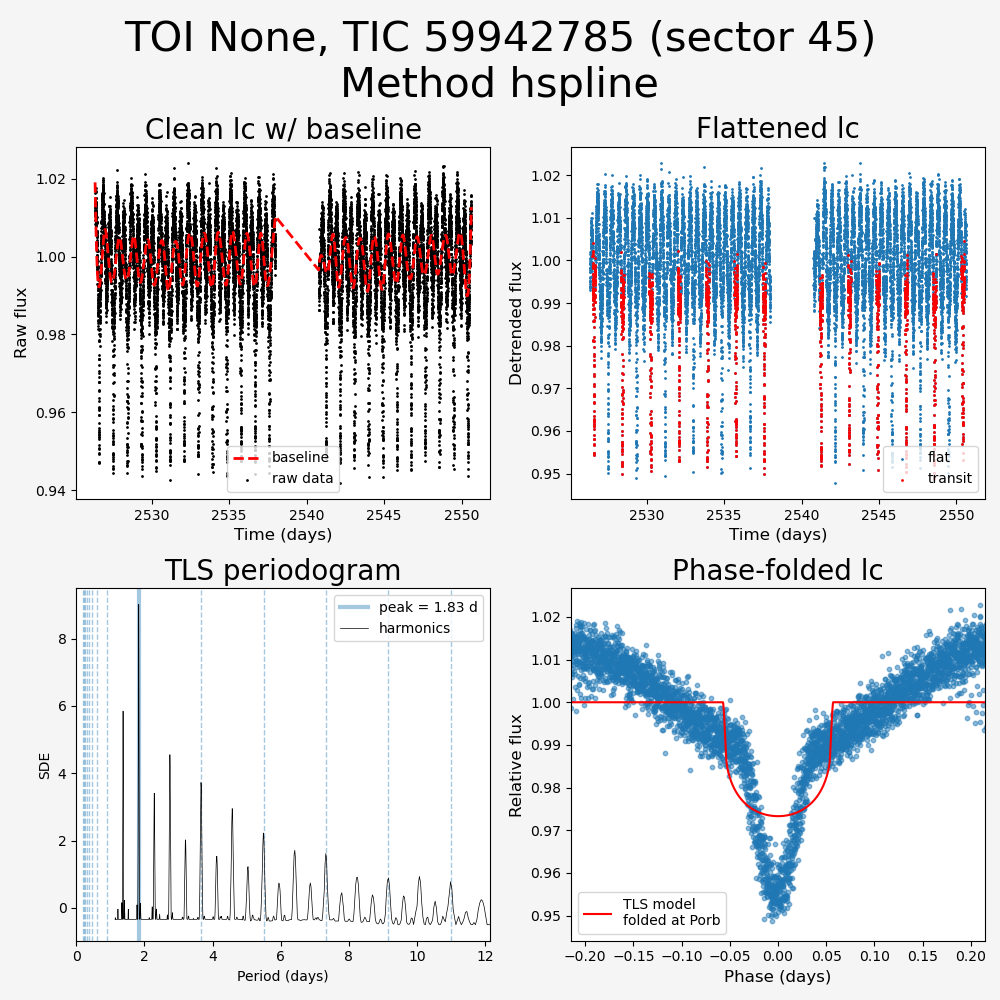 TOI None, TIC 59942785 (sector 45)
Method hspline
Clean lc w/ baseline
Flattened lc
1.02
1.00
0.98
0.96
0.94
Raw flux
baseline
raw data
2530
2535
2540
2545
2550
Time (days)
1.02
1.01
1.00
0.99
0.98
0.97
0.96
0.95
Detrended flux
flat
transit
2530
2535
2540
2545
2550
Time (days)
TLS periodogram
Phase-folded lc
8
6
4
2
0
SDE
peak = 1.83 d
harmonics
0
2
4
6
8
10
12
Period (days)
1.02
1.01
1.00
0.99
0.98
0.97
0.96
0.95
Relative flux
TLS model
folded at Porb
−0.20
−0.15
−0.10
−0.05
0.00
0.05
0.10
0.15
0.20
Phase (days)